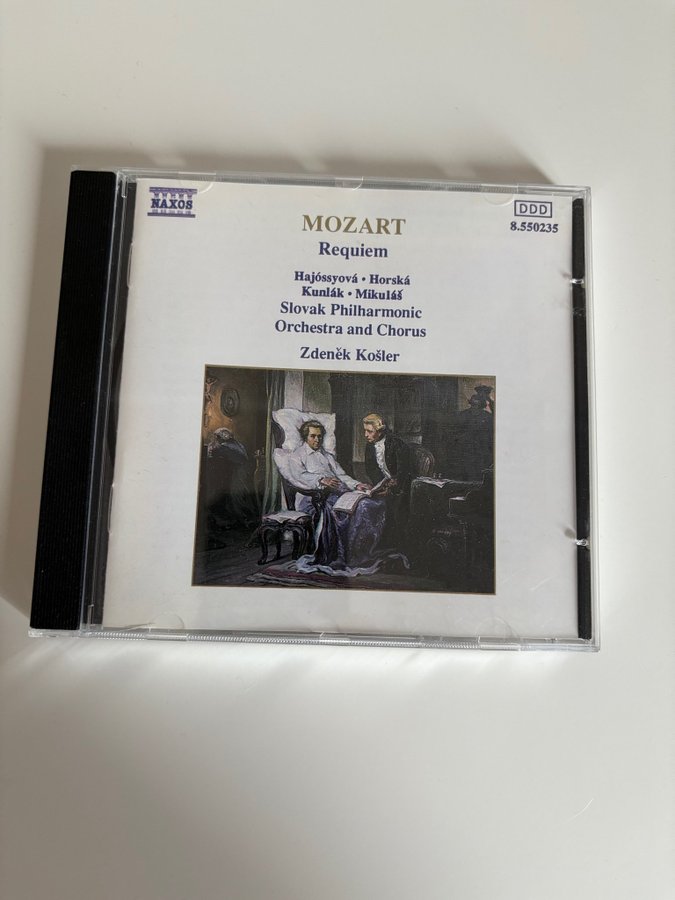 NAXOS
DDD
8.550235
MOZART
Requiem
Hajóssyová • Horská
Kunlák • Mikuláš
Slovak Philharmonic
Orchestra and Chorus
Zdeněk Košler